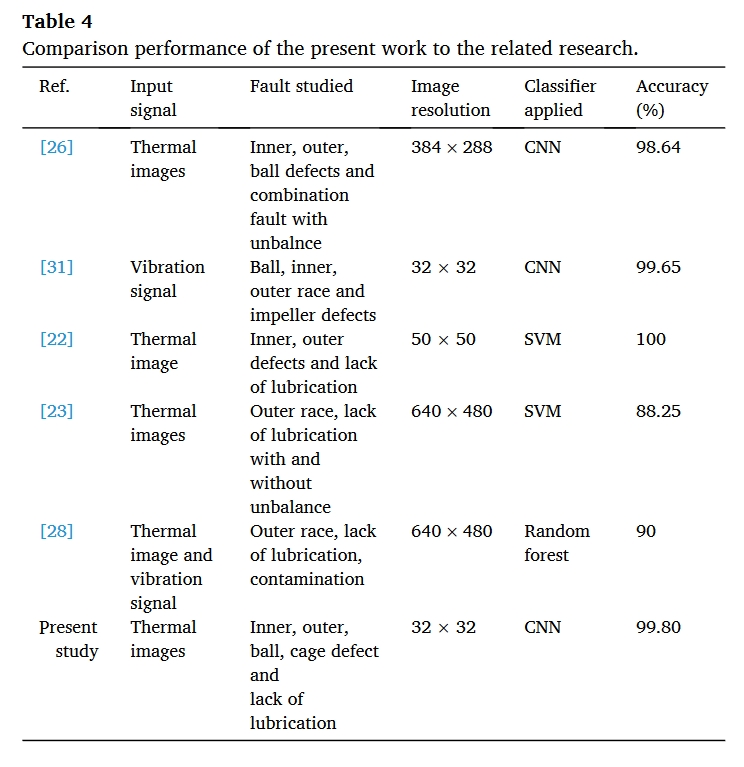 Table 4
Comparison performance of the present work to the related research.
Ref. Input signal Fault studied Image resolution Classifier applied Accuracy (%)
[26] Thermal images Inner, outer, ball defects and combination fault with unbalnce 384 × 288 CNN 98.64
[31] Vibration signal Ball, inner, outer race and impeller defects 32 × 32 CNN 99.65
[22] Thermal image Inner, outer defects and lack of lubrication 50 × 50 SVM 100
[23] Thermal images Outer race, lack of lubrication with and without unbalance 640 × 480 SVM 88.25
[28] Thermal image and vibration signal Outer race, lack of lubrication, contamination 640 × 480 Random forest 90
Present study Thermal images Inner, outer, ball, cage defect and lack of lubrication 32 × 32 CNN 99.80